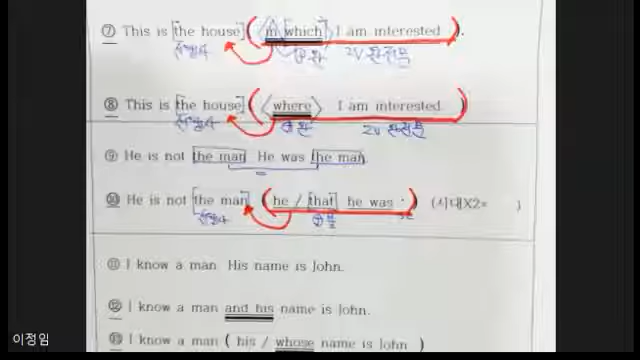 ⑦ This is [the house] ( <in [which]> I am interested. ).
선행사 2V 완전문
⑧ This is [the house] ( <where> I am interested. )
선행사 2V 완전문
⑨ He is not [the man] He was [the man].
⑩ He is not [the man] ( he / [that] he was . ) (시대X2= )
선행사
⑪ I know a man. His name is John.
⑫ I know a man and his name is John.
⑬ I know a man ( his / whose name is John )
이정임